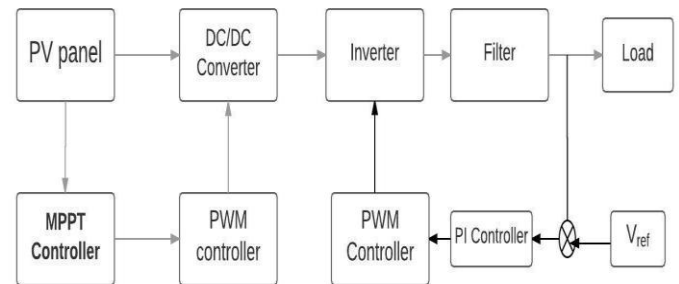 PV panel
DC/DC
Converter
Inverter
Filter
Load
MPPT
Controller
PWM
controller
PWM
Controller
PI Controller
Vref